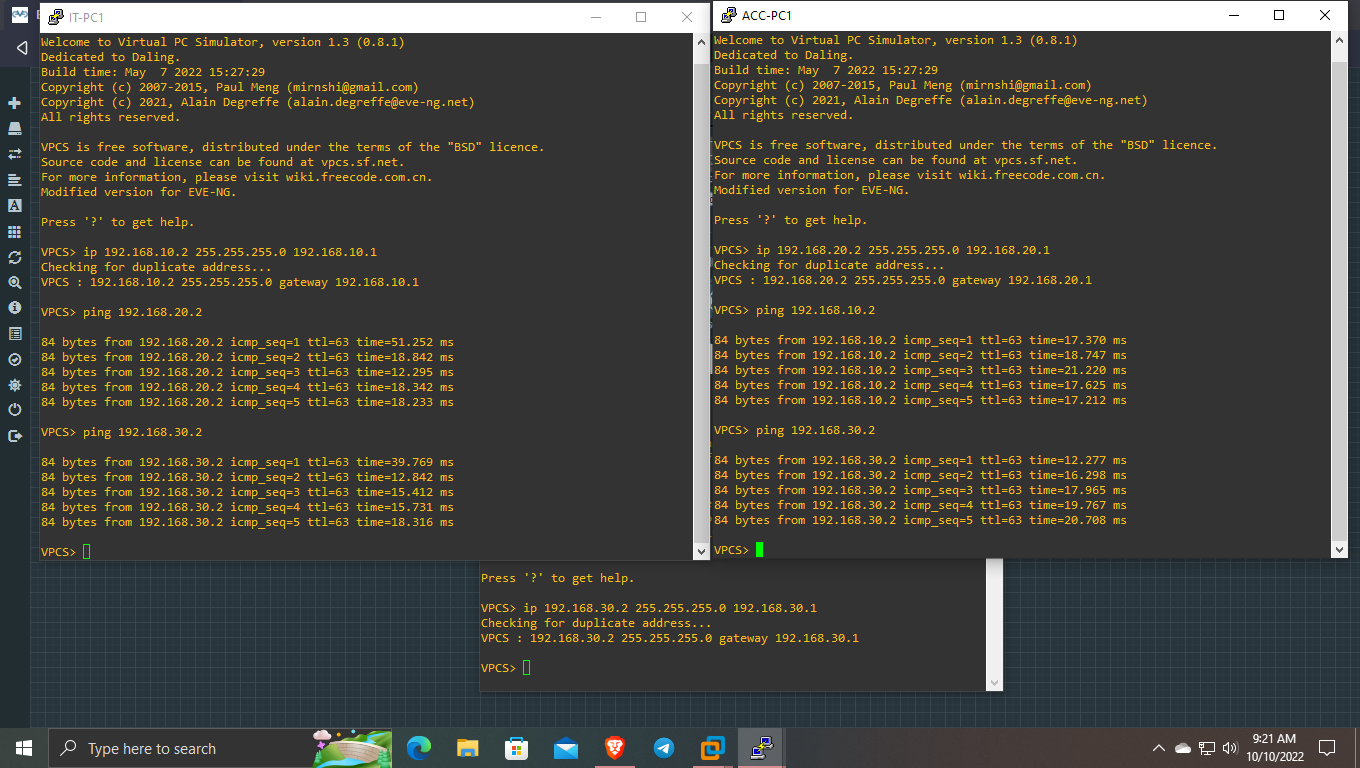 IT-PC1
Welcome to Virtual PC Simulator, version 1.3 (0.8.1)
Dedicated to Daling.
Build time: May  7 2022 15:27:29
Copyright (c) 2007-2015, Paul Meng (mirnshi@gmail.com)
Copyright (c) 2021, Alain Degreffe (alain.degreffe@eve-ng.net)
All rights reserved.
VPCS is free software, distributed under the terms of the "BSD" licence.
Source code and license can be found at vpcs.sf.net.
For more information, please visit wiki.freecode.com.cn.
Modified version for EVE-NG.
Press '?' to get help.
VPCS> ip 192.168.10.2 255.255.255.0 192.168.10.1
Checking for duplicate address...
VPCS : 192.168.10.2 255.255.255.0 gateway 192.168.10.1
VPCS> ping 192.168.20.2
84 bytes from 192.168.20.2 icmp_seq=1 ttl=63 time=51.252 ms
84 bytes from 192.168.20.2 icmp_seq=2 ttl=63 time=18.842 ms
84 bytes from 192.168.20.2 icmp_seq=3 ttl=63 time=12.295 ms
84 bytes from 192.168.20.2 icmp_seq=4 ttl=63 time=18.342 ms
84 bytes from 192.168.20.2 icmp_seq=5 ttl=63 time=18.233 ms
VPCS> ping 192.168.30.2
84 bytes from 192.168.30.2 icmp_seq=1 ttl=63 time=39.769 ms
84 bytes from 192.168.30.2 icmp_seq=2 ttl=63 time=12.842 ms
84 bytes from 192.168.30.2 icmp_seq=3 ttl=63 time=15.412 ms
84 bytes from 192.168.30.2 icmp_seq=4 ttl=63 time=15.731 ms
84 bytes from 192.168.30.2 icmp_seq=5 ttl=63 time=18.316 ms
VPCS>
ACC-PC1
Welcome to Virtual PC Simulator, version 1.3 (0.8.1)
Dedicated to Daling.
Build time: May  7 2022 15:27:29
Copyright (c) 2007-2015, Paul Meng (mirnshi@gmail.com)
Copyright (c) 2021, Alain Degreffe (alain.degreffe@eve-ng.net)
All rights reserved.
VPCS is free software, distributed under the terms of the "BSD" licence.
Source code and license can be found at vpcs.sf.net.
For more information, please visit wiki.freecode.com.cn.
Modified version for EVE-NG.
Press '?' to get help.
VPCS> ip 192.168.20.2 255.255.255.0 192.168.20.1
Checking for duplicate address...
VPCS : 192.168.20.2 255.255.255.0 gateway 192.168.20.1
VPCS> ping 192.168.10.2
84 bytes from 192.168.10.2 icmp_seq=1 ttl=63 time=17.370 ms
84 bytes from 192.168.10.2 icmp_seq=2 ttl=63 time=18.747 ms
84 bytes from 192.168.10.2 icmp_seq=3 ttl=63 time=21.220 ms
84 bytes from 192.168.10.2 icmp_seq=4 ttl=63 time=17.625 ms
84 bytes from 192.168.10.2 icmp_seq=5 ttl=63 time=17.212 ms
VPCS> ping 192.168.30.2
84 bytes from 192.168.30.2 icmp_seq=1 ttl=63 time=12.277 ms
84 bytes from 192.168.30.2 icmp_seq=2 ttl=63 time=16.298 ms
84 bytes from 192.168.30.2 icmp_seq=3 ttl=63 time=17.965 ms
84 bytes from 192.168.30.2 icmp_seq=4 ttl=63 time=19.767 ms
84 bytes from 192.168.30.2 icmp_seq=5 ttl=63 time=20.708 ms
VPCS>
Press '?' to get help.
VPCS> ip 192.168.30.2 255.255.255.0 192.168.30.1
Checking for duplicate address...
VPCS : 192.168.30.2 255.255.255.0 gateway 192.168.30.1
VPCS>
Type here to search
9:21 AM
10/10/2022